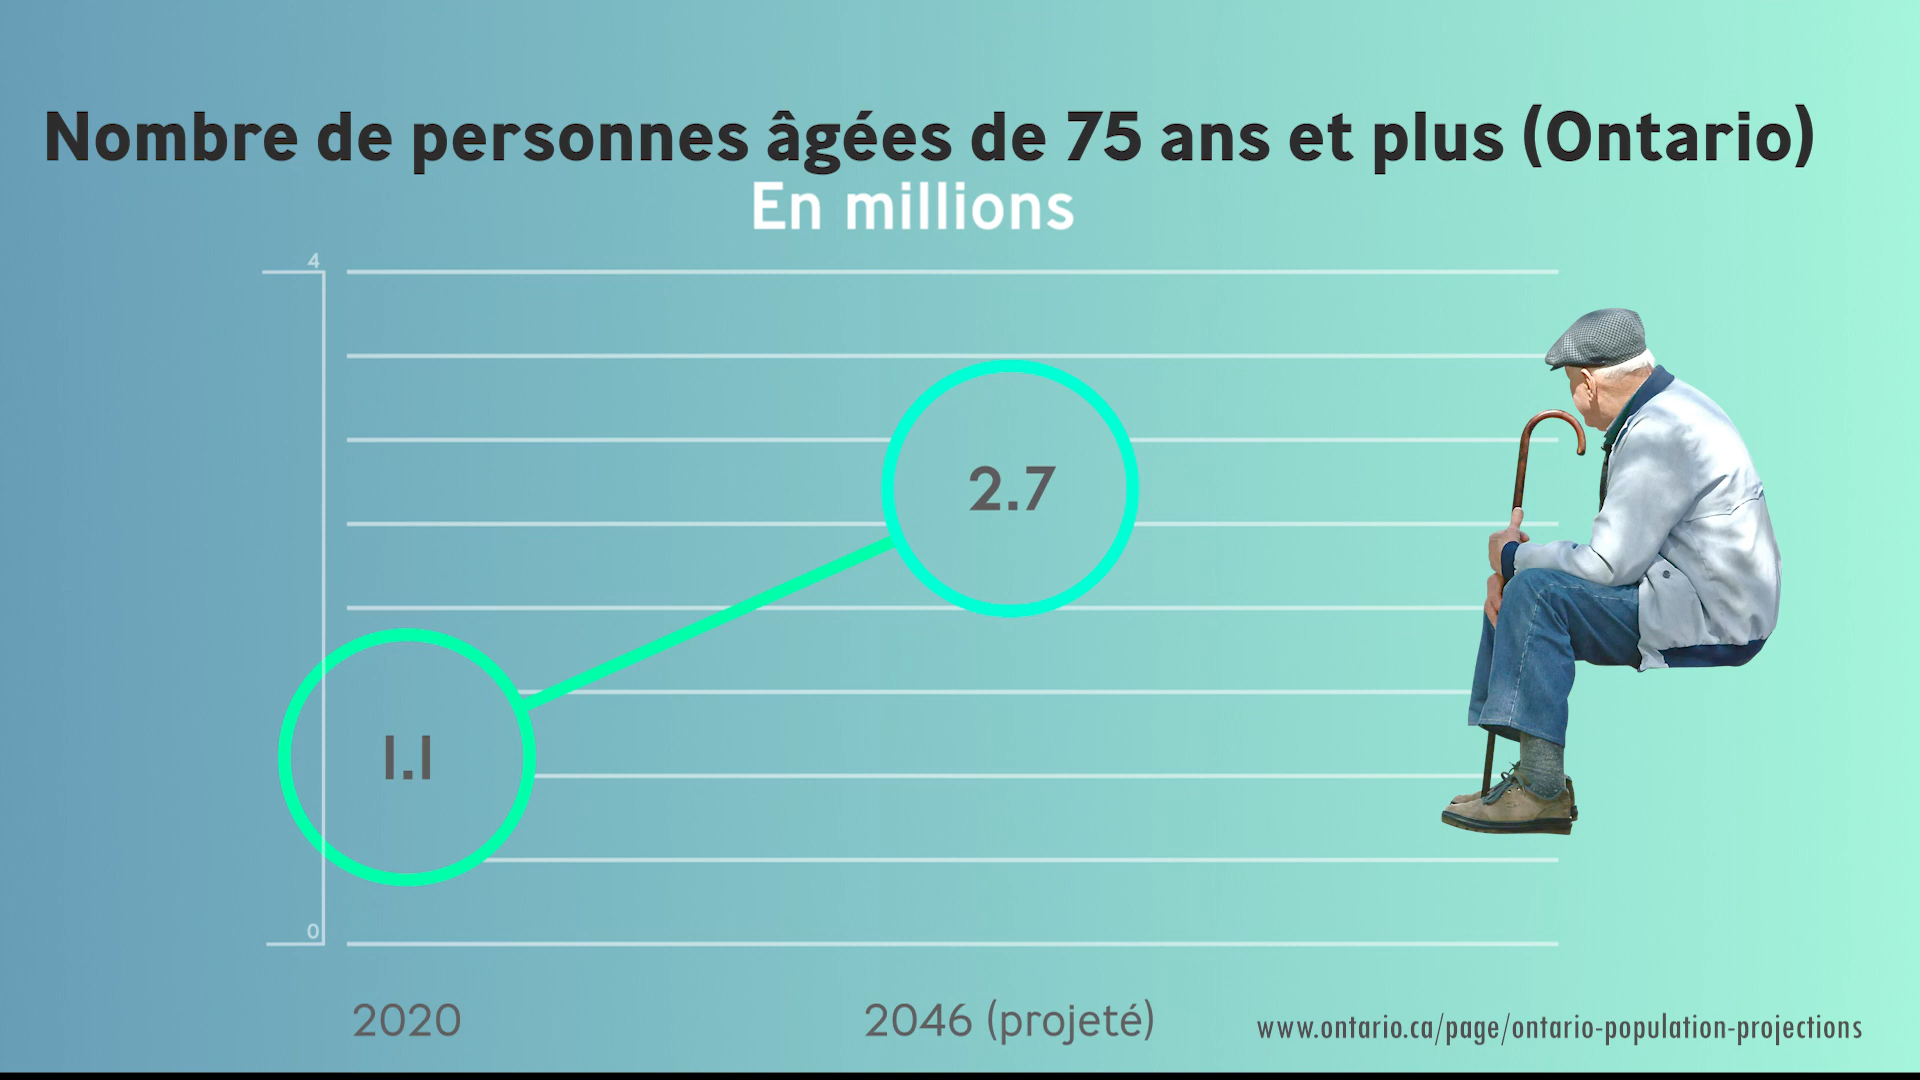 Nombre de personnes âgées de 75 ans et plus (Ontario)
En millions
4
2.7
1.1
0
2020
2046 (projeté)
www.ontario.ca/page/ontario-population-projections